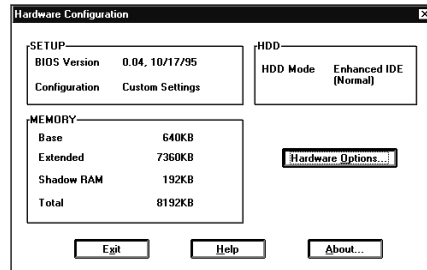 Hardware Configuration
SETUP
BIOS Version 0.04, 10/17/95
Configuration Custom Settings
HDD
HDD Mode Enhanced IDE
(Normal)
MEMORY
Base 640KB
Extended 7360KB
Shadow RAM 192KB
Total 8192KB
Hardware Options...
Exit Help About...